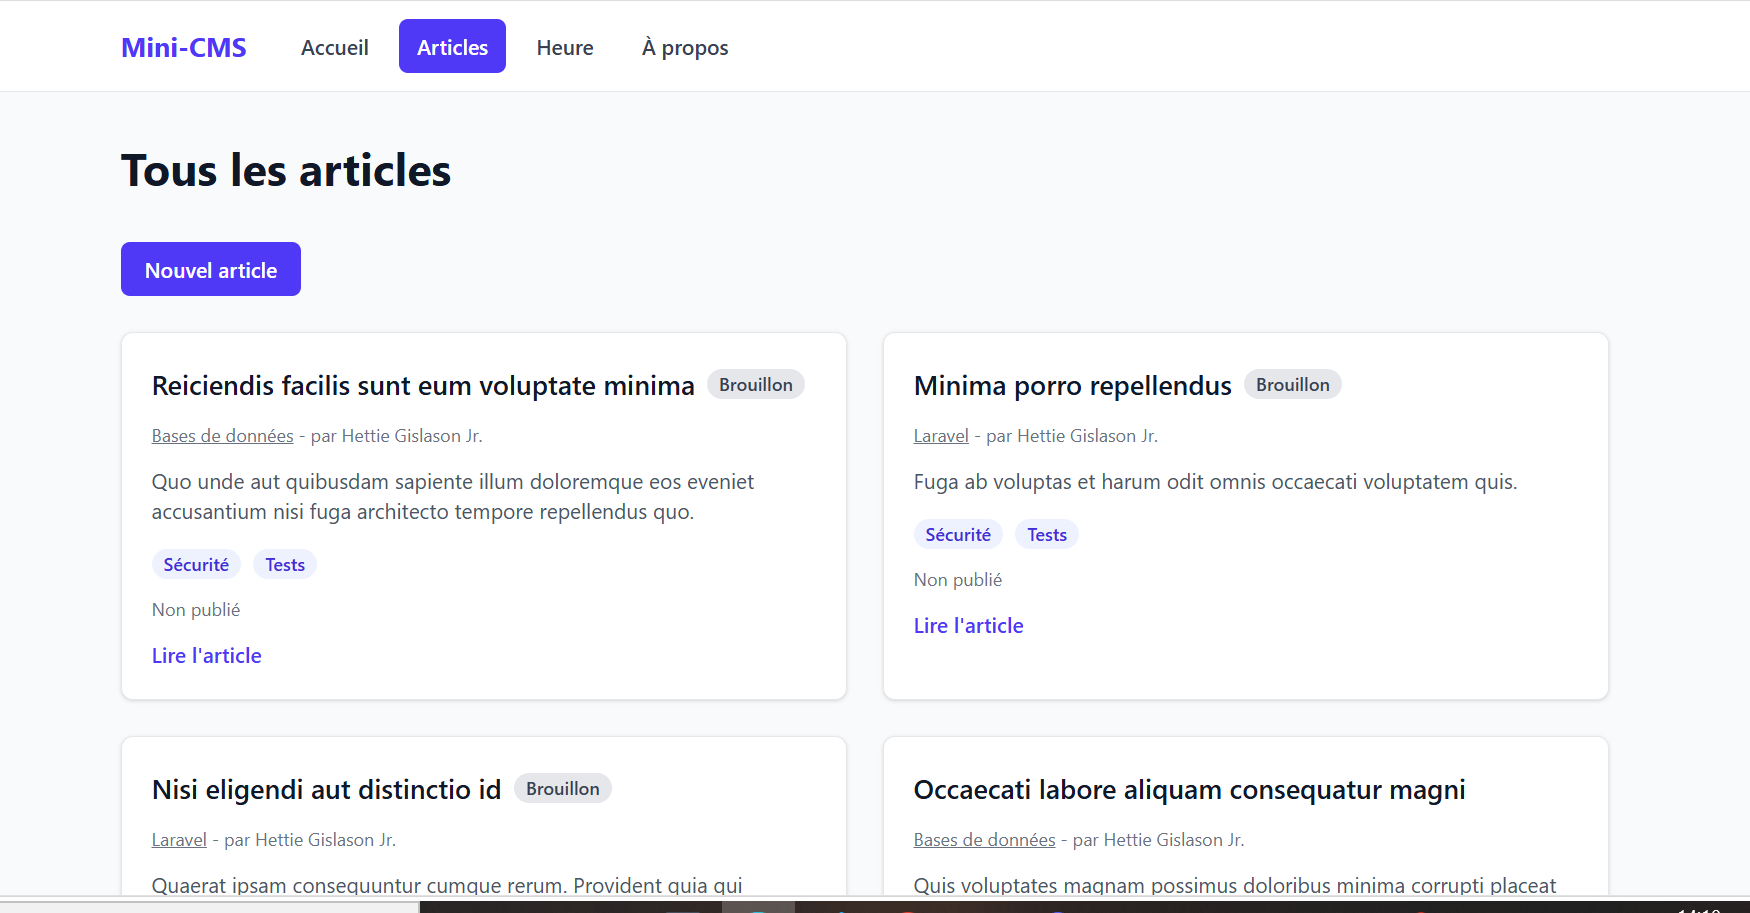 Mini-CMS Accueil Articles Heure À propos
Tous les articles
Nouvel article
Reiciendis facilis sunt eum voluptate minima Brouillon
Bases de données - par Hettie Gislason Jr.
Quo unde aut quibusdam sapiente illum doloremque eos eveniet
accusantium nisi fuga architecto tempore repellendus quo.
Sécurité Tests
Non publié
Lire l'article
Minima porro repellendus Brouillon
Laravel - par Hettie Gislason Jr.
Fuga ab voluptas et harum odit omnis occaecati voluptatem quis.
Sécurité Tests
Non publié
Lire l'article
Nisi eligendi aut distinctio id Brouillon
Laravel - par Hettie Gislason Jr.
Quaerat ipsam consequuntur cumque rerum. Provident quia qui
Occaecati labore aliquam consequatur magni
Bases de données - par Hettie Gislason Jr.
Quis voluptates magnam possimus doloribus minima corrupti placeat